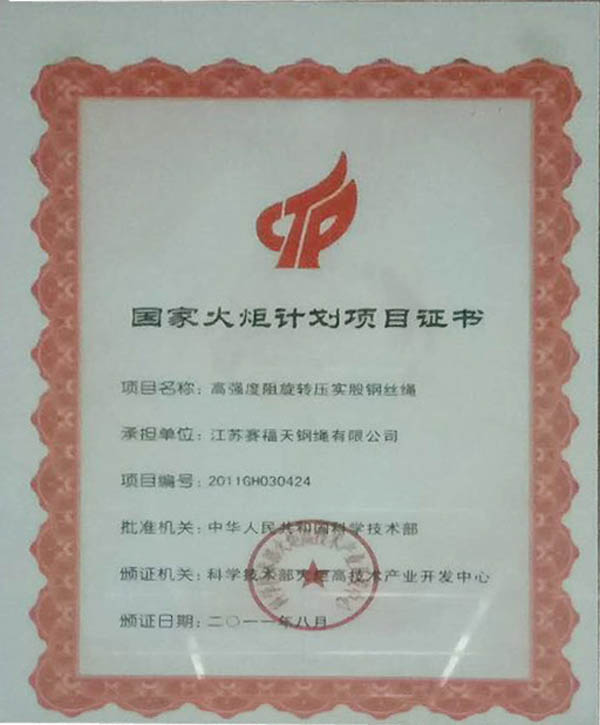 CTP
国家火炬计划项目证书
项目名称：高强度阻旋转压实股钢丝绳
承担单位：江苏赛福天钢绳有限公司
项目编号：2011GH030424
批准机关：中华人民共和国科学技术部
颁证机关：科学技术部火炬高技术产业开发中心
颁证日期：二〇一一年八月